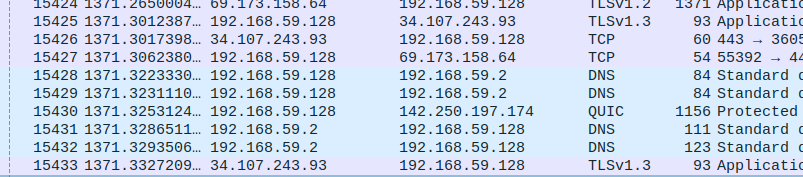 15424 1371.2650004… 69.173.158.64 192.168.59.128 TLSv1.2 1371 Applicatio
15425 1371.3012387… 192.168.59.128 34.107.243.93 TLSv1.3 93 Applicatio
15426 1371.3017398… 34.107.243.93 192.168.59.128 TCP 60 443 → 3605
15427 1371.3062380… 192.168.59.128 69.173.158.64 TCP 54 55392 → 44
15428 1371.3223330… 192.168.59.128 192.168.59.2 DNS 84 Standard q
15429 1371.3231110… 192.168.59.128 192.168.59.2 DNS 84 Standard q
15430 1371.3253124… 192.168.59.128 142.250.197.174 QUIC 1156 Protected
15431 1371.3286511… 192.168.59.2 192.168.59.128 DNS 111 Standard q
15432 1371.3293506… 192.168.59.2 192.168.59.128 DNS 123 Standard q
15433 1371.3327209… 34.107.243.93 192.168.59.128 TLSv1.3 93 Applicatio